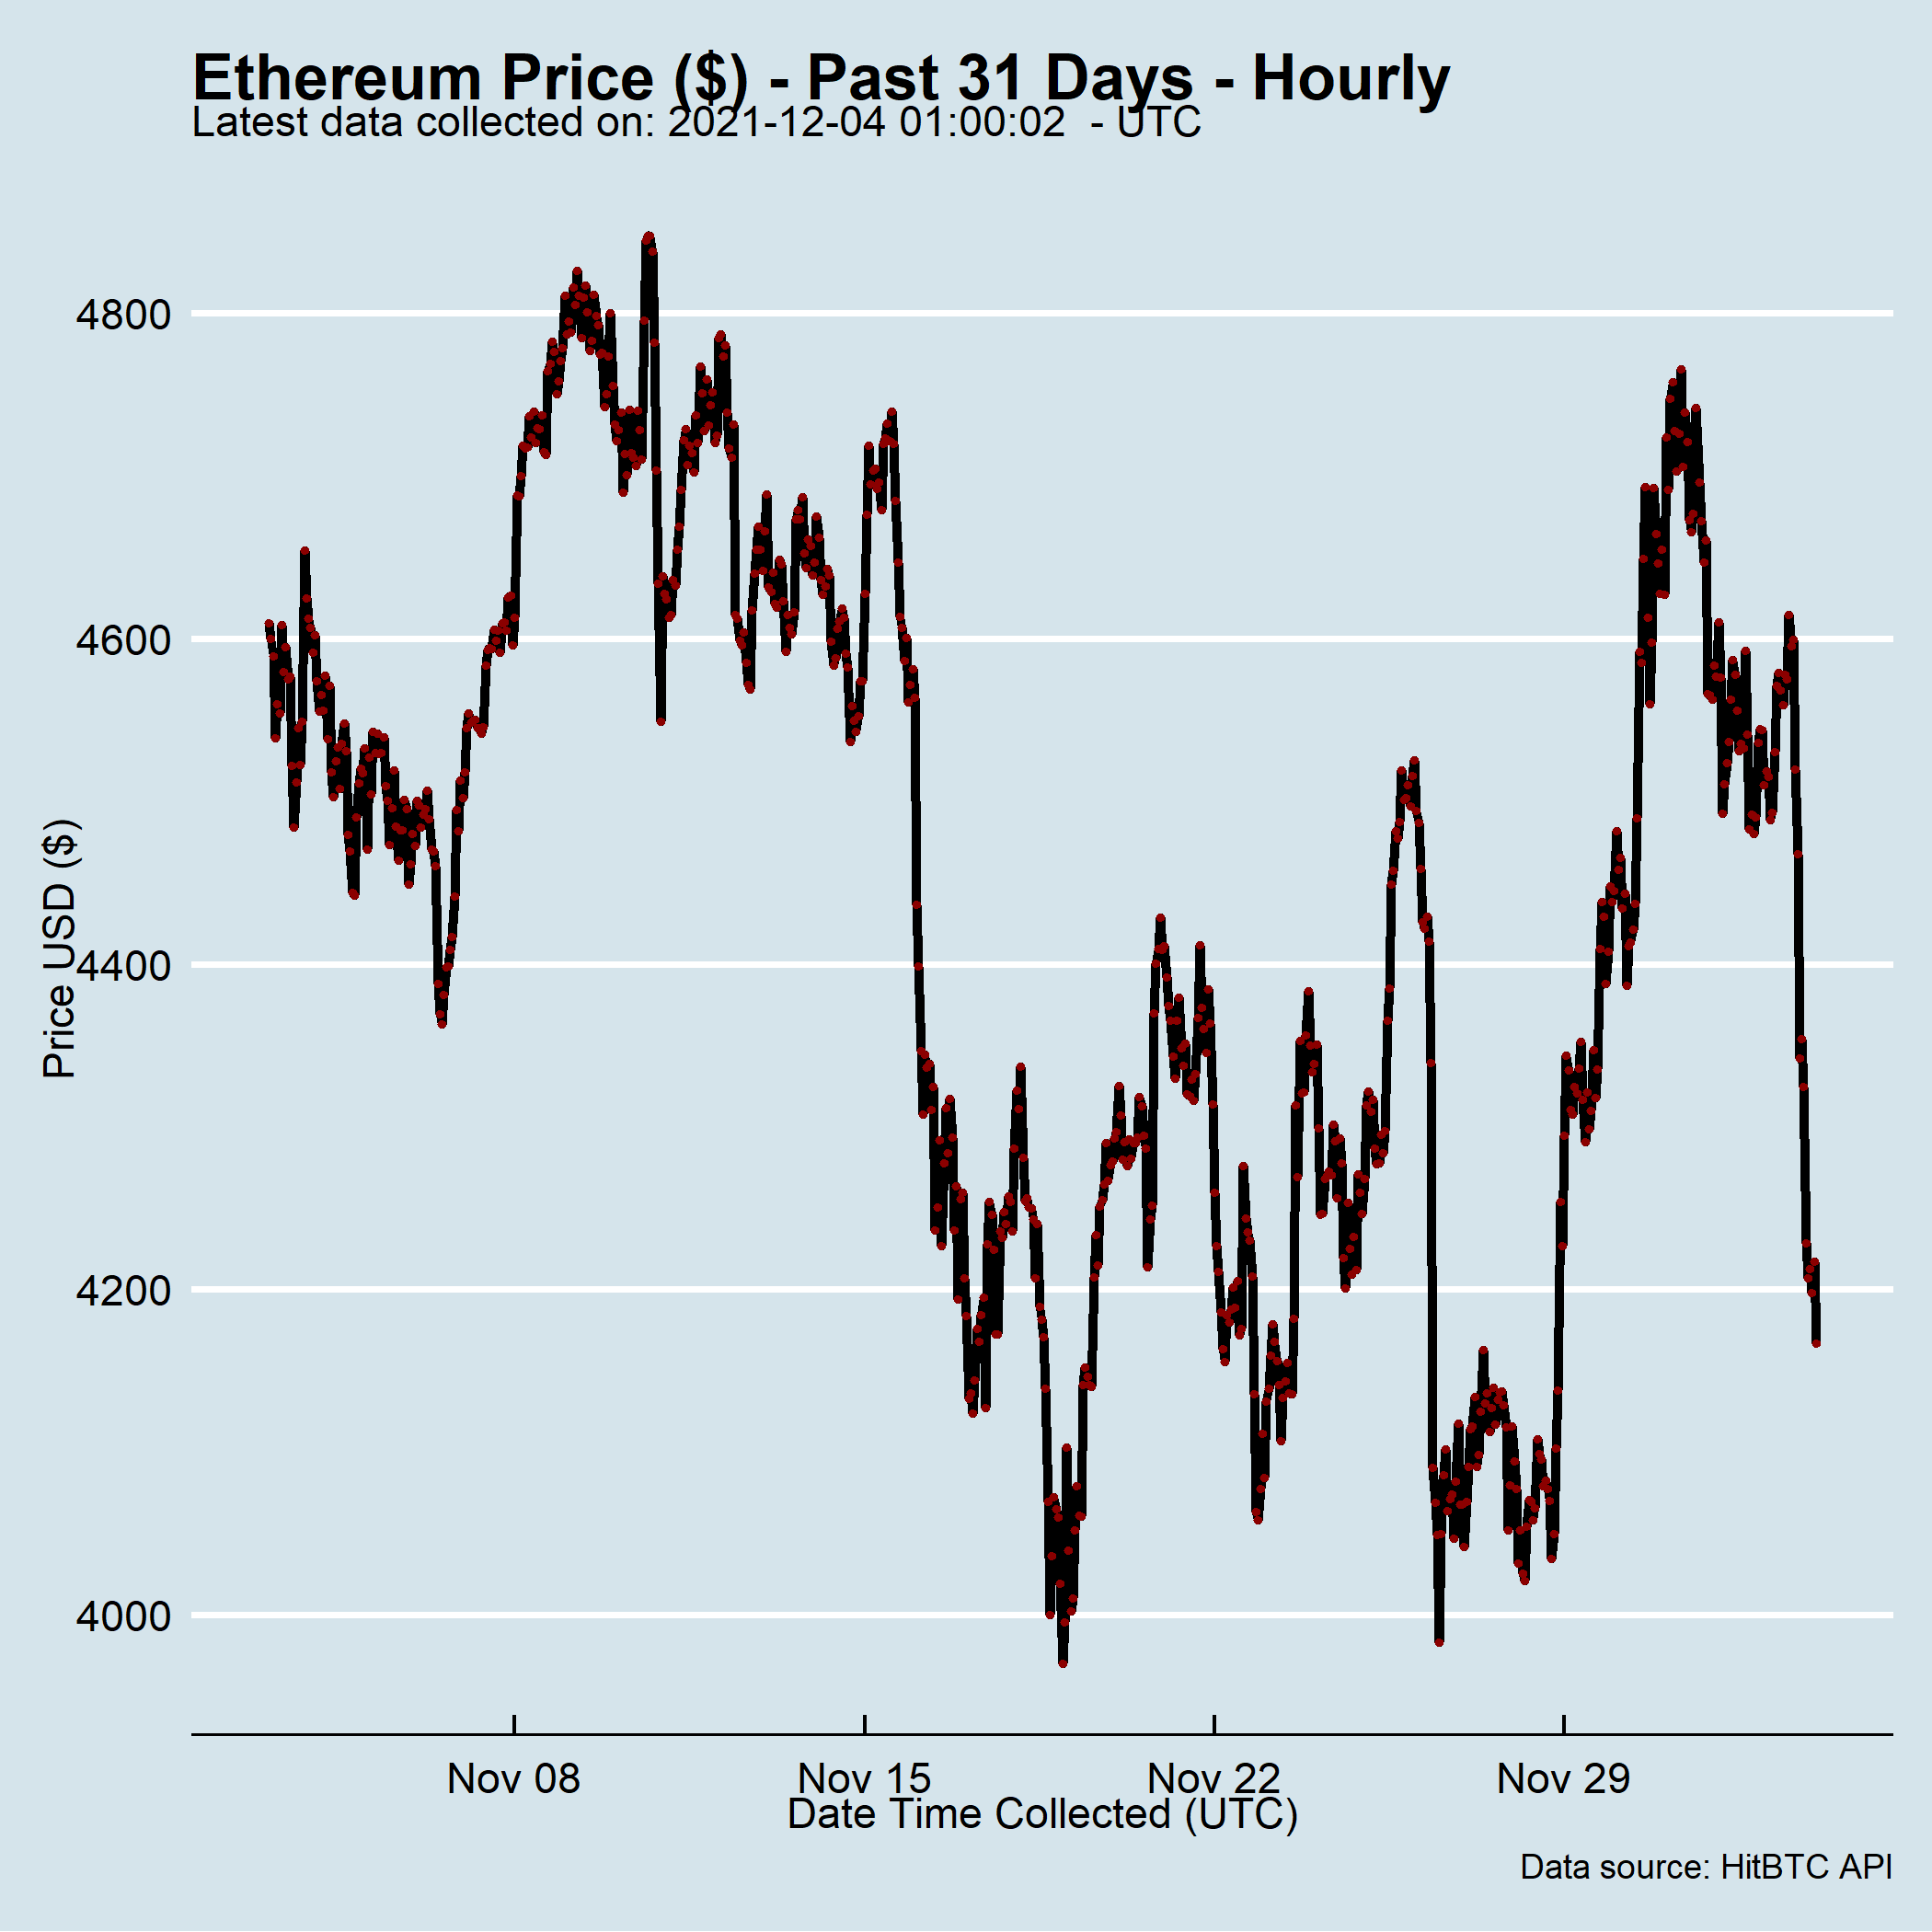 Ethereum Price ($) - Past 31 Days - Hourly
Latest data collected on: 2021-12-04 01:00:02  - UTC
4800
4600
4400
4200
4000
Price USD ($)
Nov 08
Nov 15
Nov 22
Nov 29
Date Time Collected (UTC)
Data source: HitBTC API